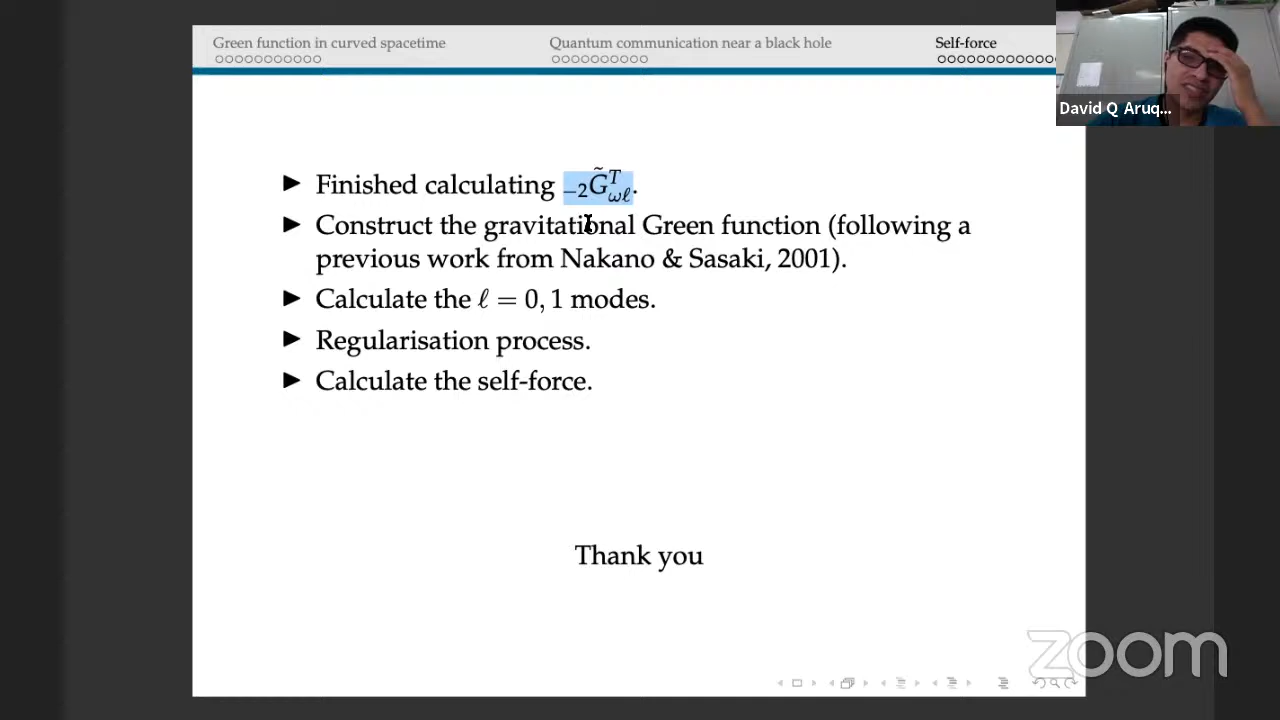 Green function in curved spacetime
Quantum communication near a black hole
Self-force
David Q Aruq...
► Finished calculating ₋₂G̃ᵀ_ωℓ.
► Construct the gravitational Green function (following a
previous work from Nakano & Sasaki, 2001).
► Calculate the ℓ = 0, 1 modes.
► Regularisation process.
► Calculate the self-force.
Thank you
zoom